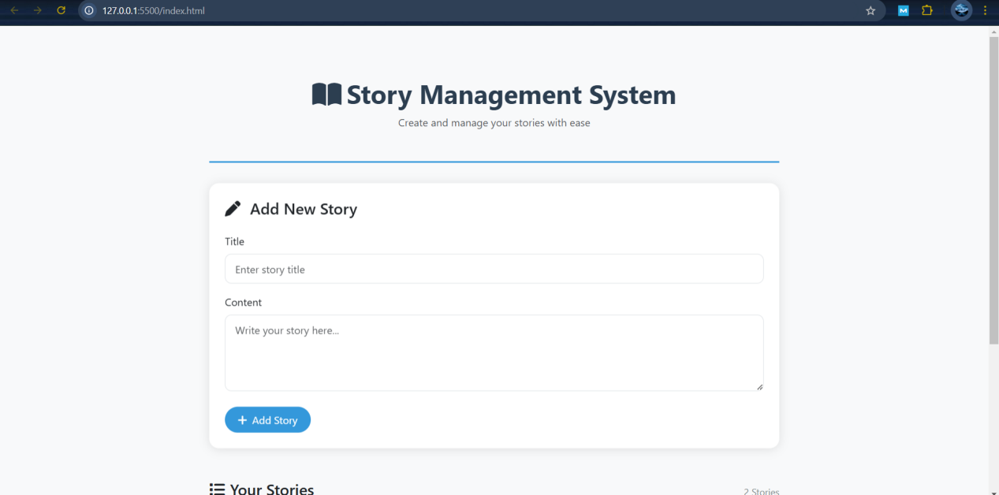 127.0.0.1:5500/index.html
Story Management System
Create and manage your stories with ease
Add New Story
Title
Enter story title
Content
Write your story here...
+ Add Story
Your Stories
2 Stories